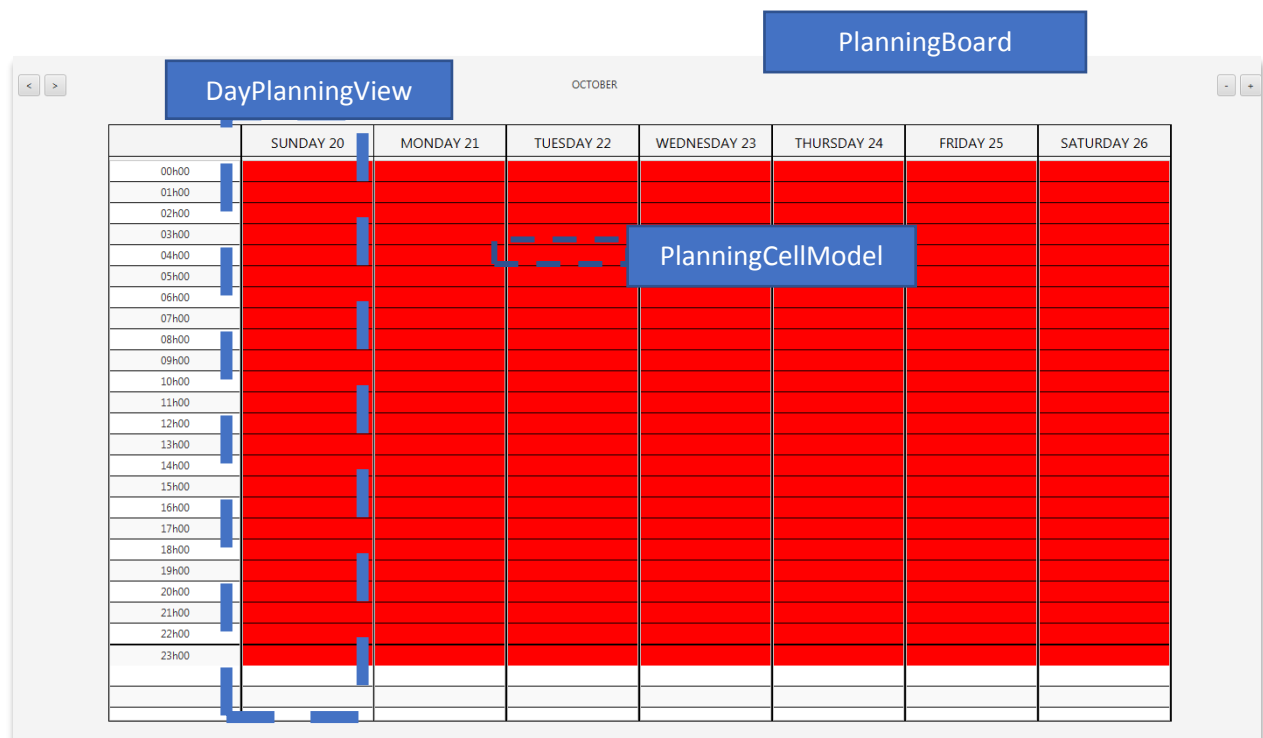 PlanningBoard
< >
DayPlanningView
OCTOBER
- +
SUNDAY 20 MONDAY 21 TUESDAY 22 WEDNESDAY 23 THURSDAY 24 FRIDAY 25 SATURDAY 26
00h00
01h00
02h00
03h00
04h00
PlanningCellModel
05h00
06h00
07h00
08h00
09h00
10h00
11h00
12h00
13h00
14h00
15h00
16h00
17h00
18h00
19h00
20h00
21h00
22h00
23h00